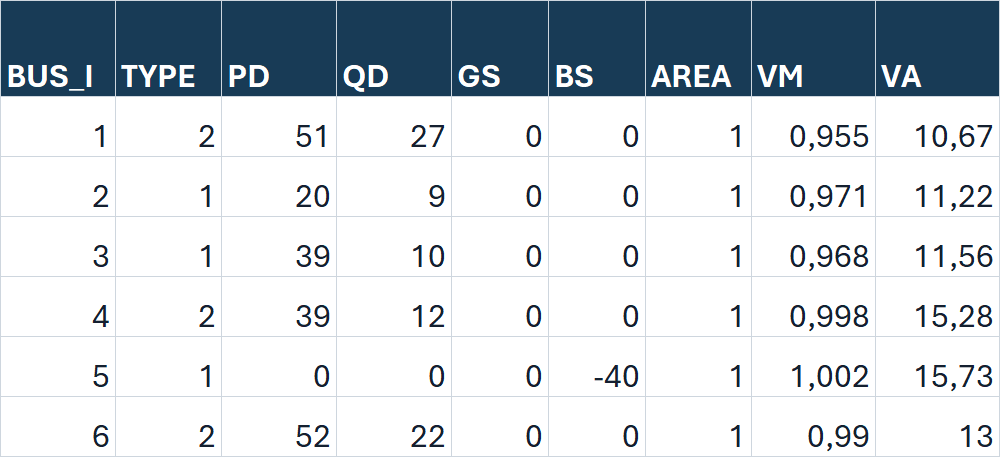 BUS_I TYPE PD QD GS BS AREA VM VA
1 2 51 27 0 0 1 0,955 10,67
2 1 20 9 0 0 1 0,971 11,22
3 1 39 10 0 0 1 0,968 11,56
4 2 39 12 0 0 1 0,998 15,28
5 1 0 0 0 -40 1 1,002 15,73
6 2 52 22 0 0 1 0,99 13